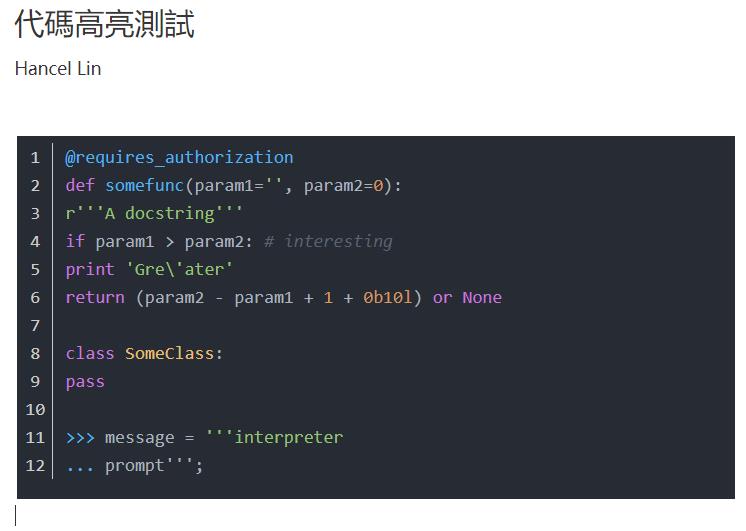 代碼高亮測試
Hancel Lin
1 @requires_authorization
2 def somefunc(param1='', param2=0):
3 r'''A docstring'''
4 if param1 > param2: # interesting
5 print 'Gre\'ater'
6 return (param2 - param1 + 1 + 0b10l) or None
7
8 class SomeClass:
9 pass
10
11 >>> message = '''interpreter
12 ... prompt''';